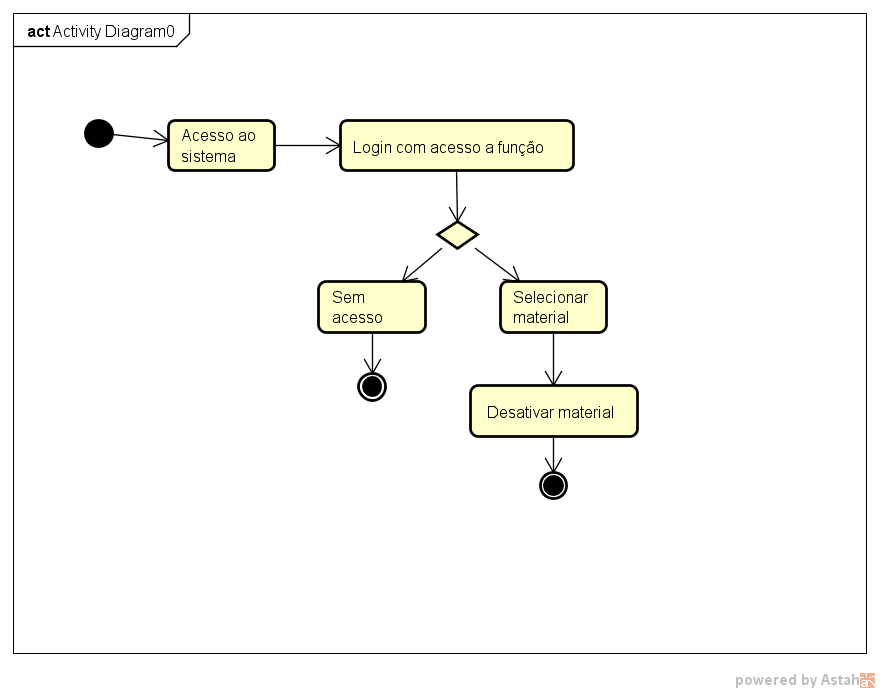 act Activity Diagram0
Acesso ao
sistema
Login com acesso a função
Sem
acesso
Selecionar
material
Desativar material
powered by Astah